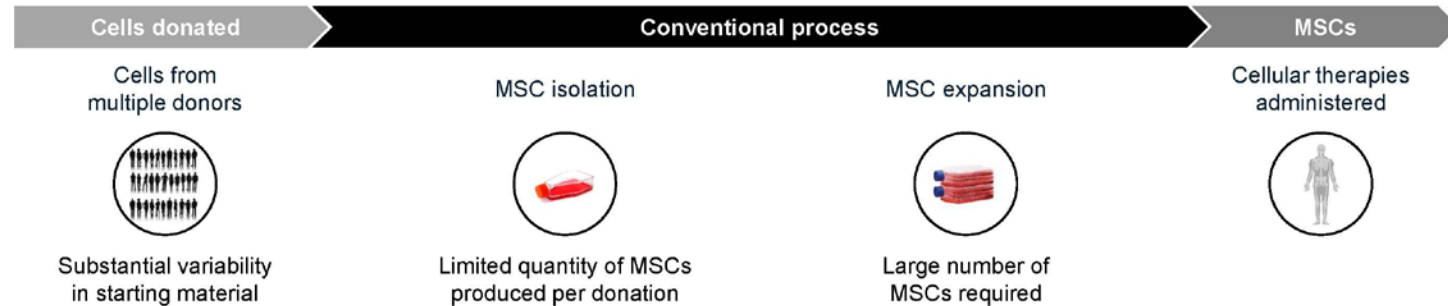 Cells donated
Conventional process
MSCs
Cells from
multiple donors
MSC isolation
MSC expansion
Cellular therapies
administered
Substantial variability
in starting material
Limited quantity of MSCs
produced per donation
Large number of
MSCs required